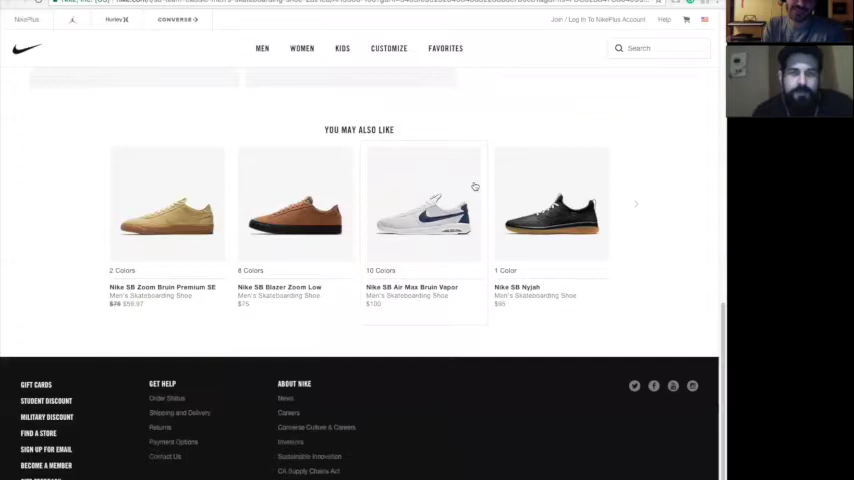 NikePlus
Hurley
CONVERSE
Join / Log In To NikePlus Account
Help
MEN
WOMEN
KIDS
CUSTOMIZE
FAVORITES
Search
YOU MAY ALSO LIKE
2 Colors
Nike SB Zoom Bruin Premium SE
Men's Skateboarding Shoe
$75 $59.97
8 Colors
Nike SB Blazer Zoom Low
Men's Skateboarding Shoe
$75
10 Colors
Nike SB Air Max Bruin Vapor
Men's Skateboarding Shoe
$100
1 Color
Nike SB Nyjah
Men's Skateboarding Shoe
$95
GIFT CARDS
STUDENT DISCOUNT
MILITARY DISCOUNT
FIND A STORE
SIGN UP FOR EMAIL
BECOME A MEMBER
GET HELP
Order Status
Shipping and Delivery
Returns
Payment Options
Contact Us
ABOUT NIKE
News
Careers
Converse Culture & Careers
Investors
Sustainable Innovation
CA Supply Chains Act